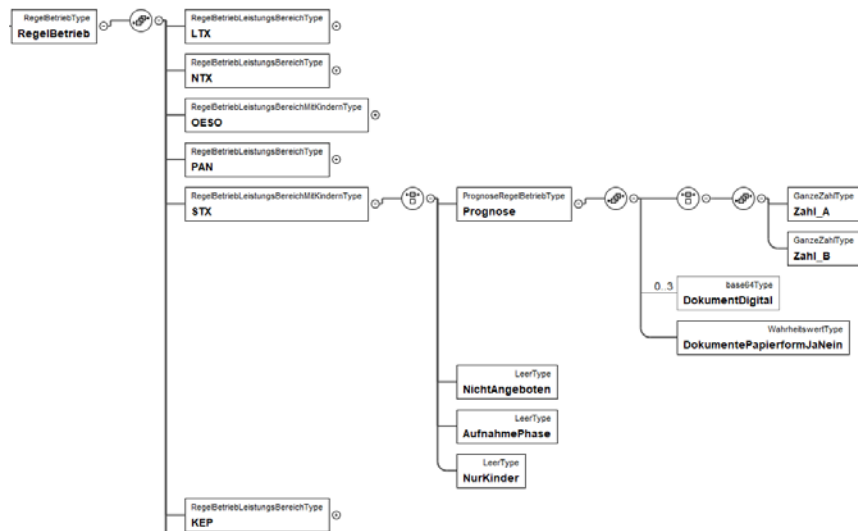 RegelBetriebType
RegelBetrieb
RegelBetriebLeistungsBereichType
LTX
RegelBetriebLeistungsBereichType
NTX
RegelBetriebLeistungsBereichMitKindernType
OESO
RegelBetriebLeistungsBereichType
PAN
RegelBetriebLeistungsBereichMitKindernType
STX
PrognoseRegelBetriebType
Prognose
GanzeZahlType
Zahl_A
GanzeZahlType
Zahl_B
0..3
base64Type
DokumentDigital
WahrheitswertType
DokumentePapierformJaNein
LeerType
NichtAngeboten
LeerType
AufnahmePhase
LeerType
NurKinder
RegelBetriebLeistungsBereichType
KEP